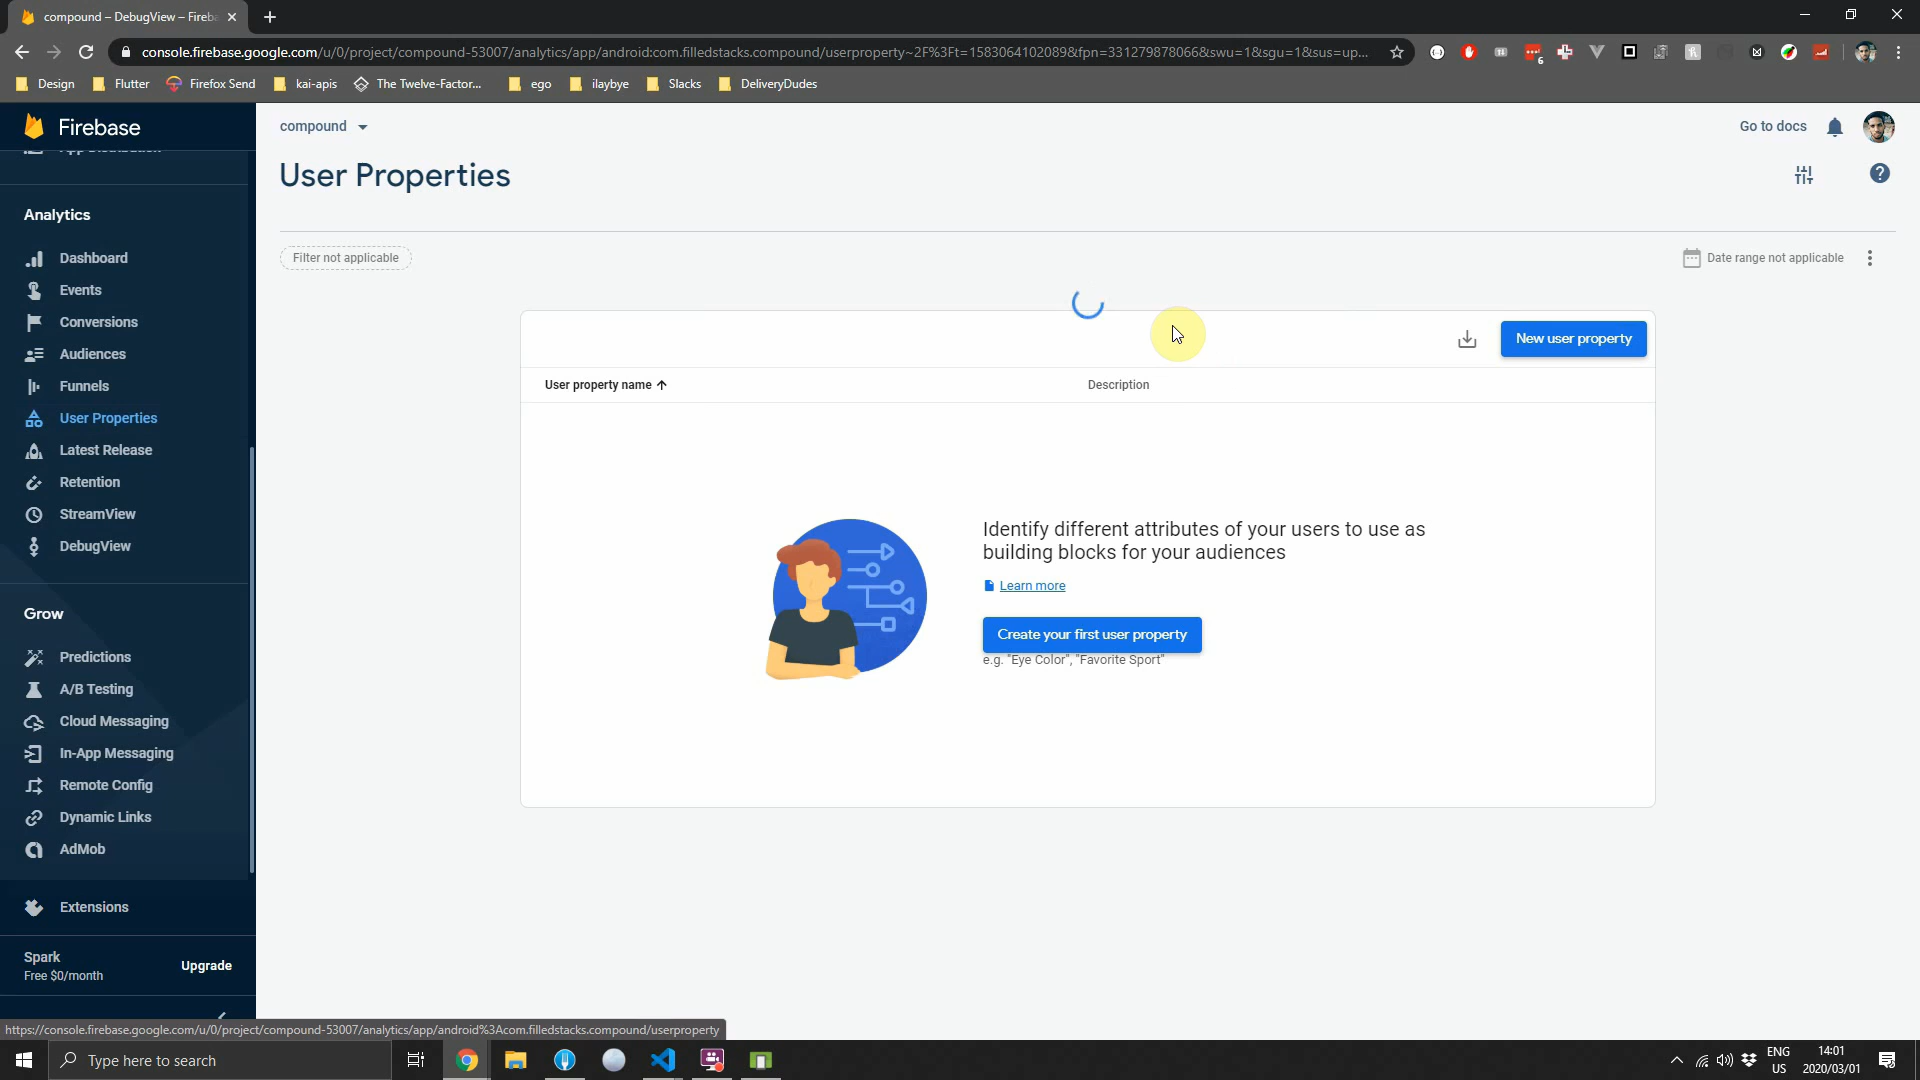 compound – DebugView – Fireba
console.firebase.google.com/u/0/project/compound-53007/analytics/app/android:com.filledstacks.compound/userproperty~2F%3Ft=1583064102089&fpn=331279878066&swu=1&sgu=1&sus=up...
6
Design
Flutter
Firefox Send
kai-apis
The Twelve-Factor...
ego
ilaybye
Slacks
DeliveryDudes
Firebase
compound
Go to docs
App Distribution
User Properties
Analytics
Filter not applicable
Date range not applicable
Dashboard
Events
Conversions
Audiences
Funnels
User Properties
Latest Release
Retention
StreamView
DebugView
New user property
User property name
Description
Identify different attributes of your users to use as
building blocks for your audiences
Learn more
Create your first user property
e.g. "Eye Color", "Favorite Sport"
Grow
Predictions
A/B Testing
Cloud Messaging
In-App Messaging
Remote Config
Dynamic Links
AdMob
Extensions
Spark
Free $0/month
Upgrade
https://console.firebase.google.com/u/0/project/compound-53007/analytics/app/android%3Acom.filledstacks.compound/userproperty
Type here to search
ENG
US
14:01
2020/03/01